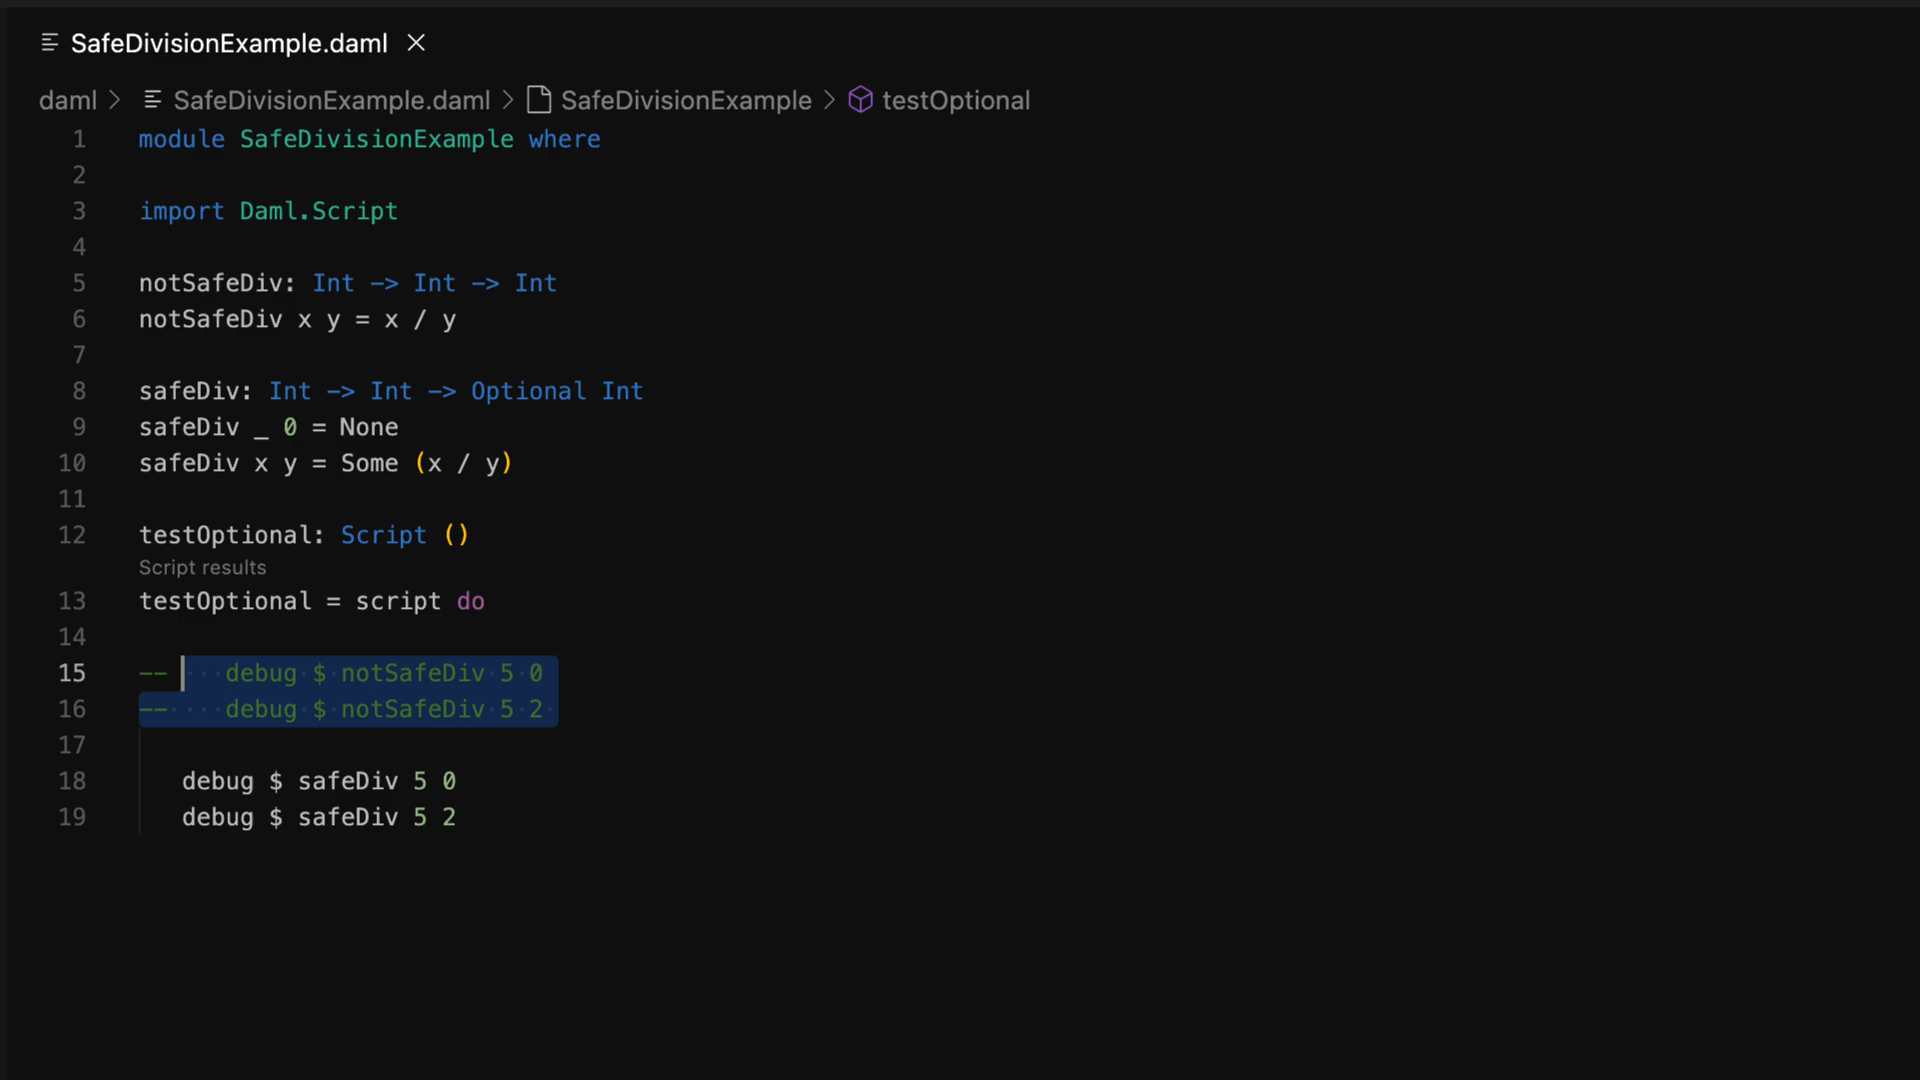 SafeDivisionExample.daml
daml > SafeDivisionExample.daml > SafeDivisionExample > testOptional
1 module SafeDivisionExample where
2
3 import Daml.Script
4
5 notSafeDiv: Int -> Int -> Int
6 notSafeDiv x y = x / y
7
8 safeDiv: Int -> Int -> Optional Int
9 safeDiv _ 0 = None
10 safeDiv x y = Some (x / y)
11
12 testOptional: Script ()
Script results
13 testOptional = script do
14
15 --    debug $ notSafeDiv 5 0
16 --    debug $ notSafeDiv 5 2
17
18    debug $ safeDiv 5 0
19    debug $ safeDiv 5 2